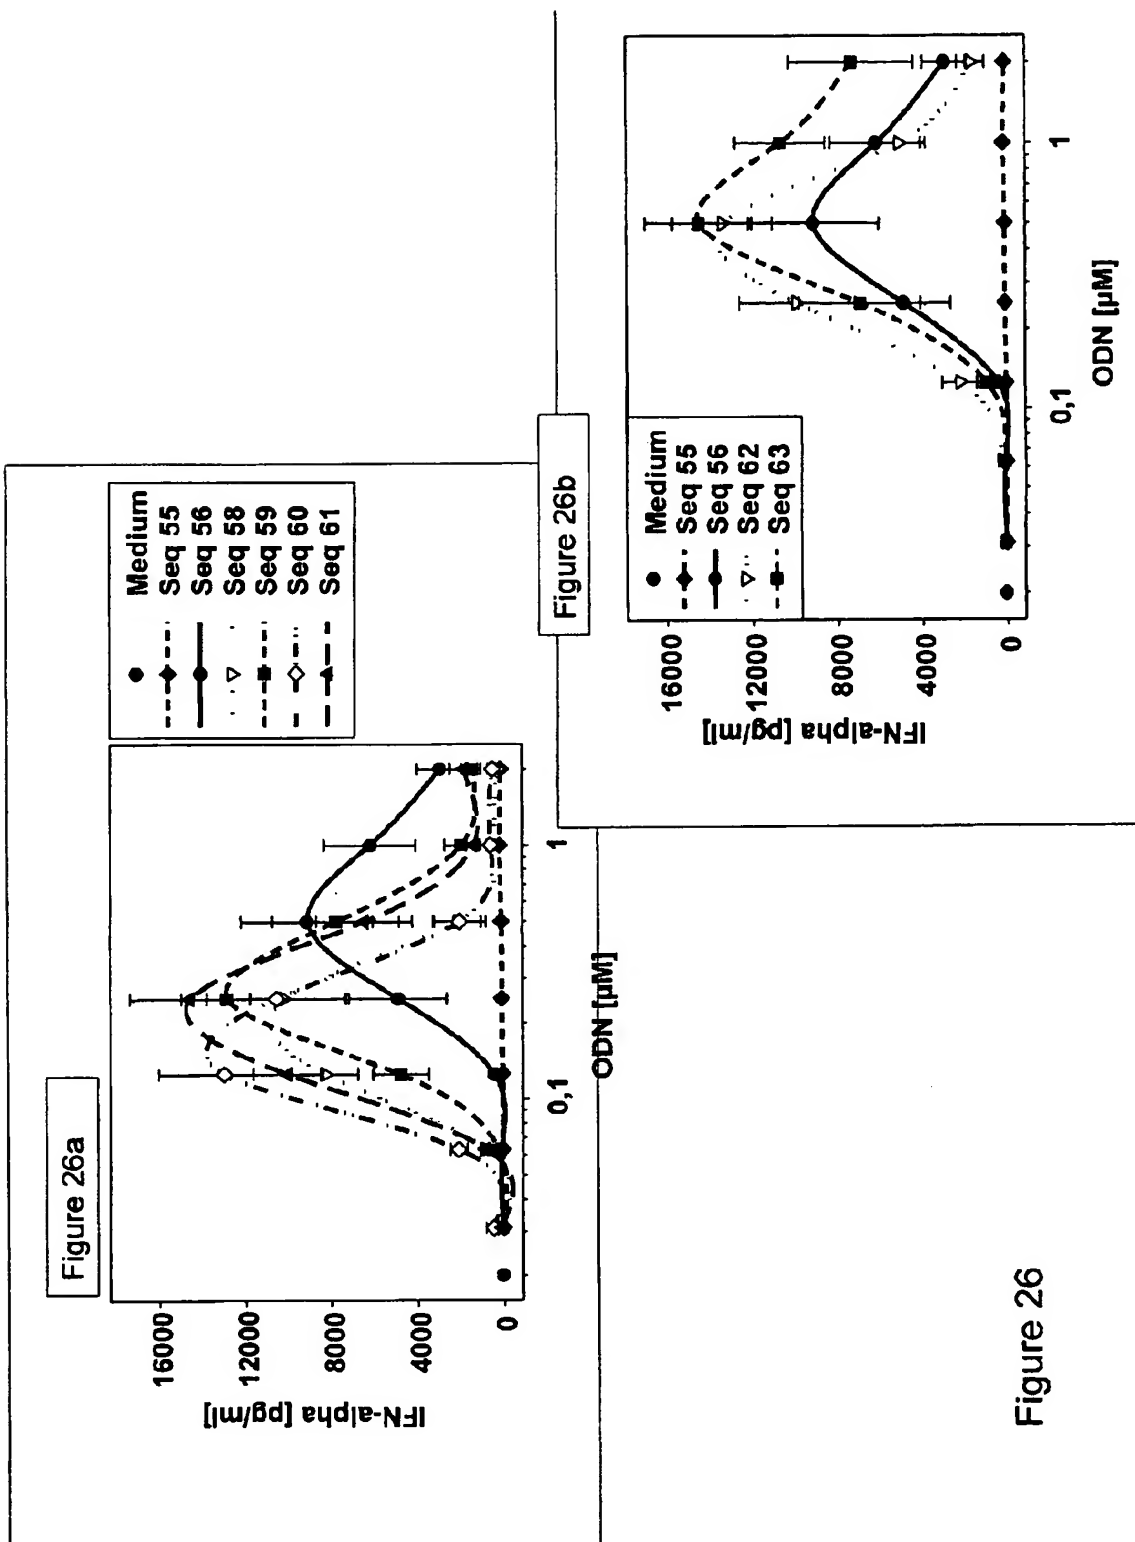 Figure 26a
IFN-alpha [pg/ml]
16000
12000
8000
4000
0
0,1
1
ODN [µM]
Medium
Seq 55
Seq 56
Seq 58
Seq 59
Seq 60
Seq 61
Figure 26b
IFN-alpha [pg/ml]
16000
12000
8000
4000
0
0,1
1
ODN [µM]
Medium
Seq 55
Seq 56
Seq 62
Seq 63
Figure 26